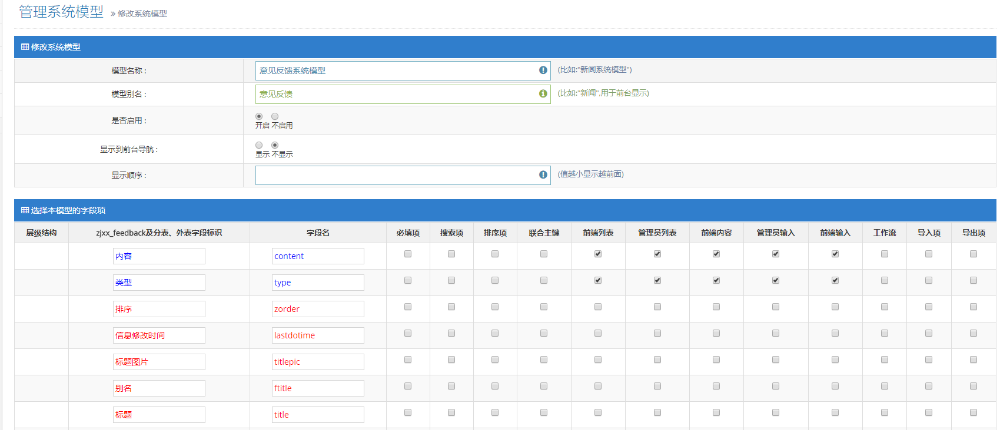 管理系统模型 » 修改系统模型
修改系统模型
模型名称 : 意见反馈系统模型 (比如:"新闻系统模型")
模型别名 : 意见反馈 (比如:"新闻",用于前台显示)
是否启用 : 开启 不启用
显示到前台导航 : 显示 不显示
显示顺序 : (值越小显示越前面)
选择本模型的字段项
层级结构 zjxx_feedback及分表、外表字段标识 字段名 必填项 搜索项 排序项 联合主键 前端列表 管理员列表 前端内容 管理员输入 前端输入 工作流 导入项 导出项
内容 content
类型 type
排序 zorder
信息修改时间 lastdotime
标题图片 titlepic
别名 ftitle
标题 title